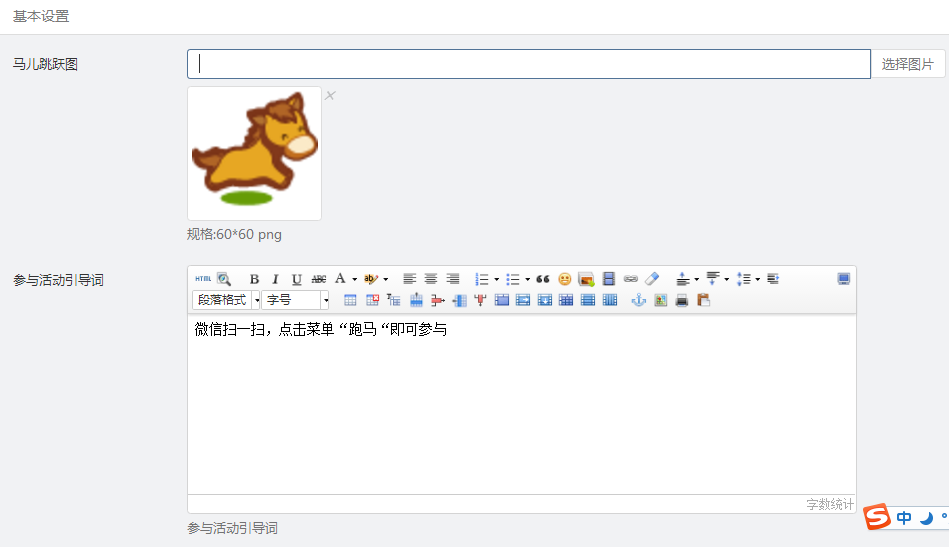 基本设置
马儿跳跃图
选择图片
规格:60*60 png
参与活动引导词
HTML B I U ABC A ab
段落格式 字号
微信扫一扫，点击菜单“跑马“即可参与
字数统计
参与活动引导词
S 中